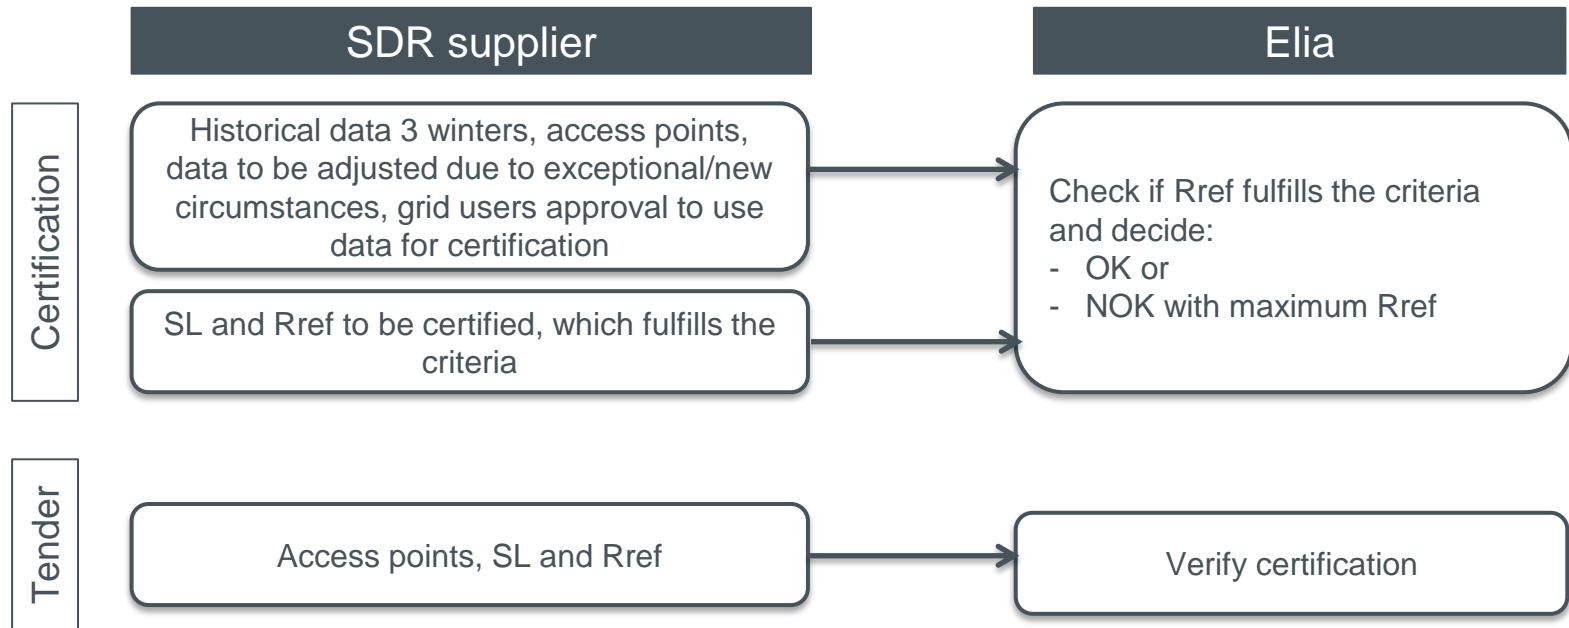 SDR supplier
Elia
Certification
Historical data 3 winters, access points,
data to be adjusted due to exceptional/new
circumstances, grid users approval to use
data for certification
SL and Rref to be certified, which fulfills the
criteria
Check if Rref fulfills the criteria
and decide:
- OK or
- NOK with maximum Rref
Tender
Access points, SL and Rref
Verify certification